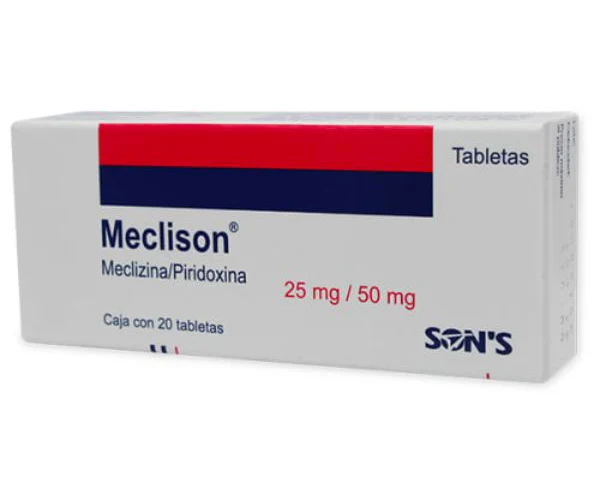 Tabletas
Meclison®
Meclizina/Piridoxina
25 mg / 50 mg
Caja con 20 tabletas
SON'S